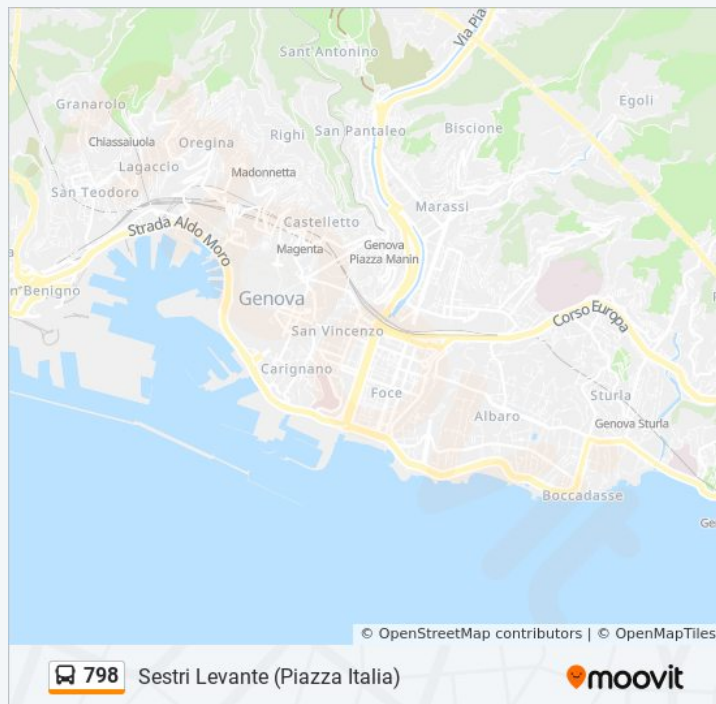 Via Pia
Sant'Antonino
Granarolo
Egoli
Chiassaiuola
Oregina
Righi
San Pantaleo
Biscione
Lagaccio
Madonnetta
San Teodoro
Marassi
Strada Aldo Moro
Castelletto
Magenta
Genova
Piazza Manin
n Benigno
Genova
Corso Europa
San Vincenzo
Carignano
Foce
Sturla
Albaro
Genova Sturla
Boccadasse
Ge
© OpenStreetMap contributors | © OpenMapTiles
798 Sestri Levante (Piazza Italia)
moovit